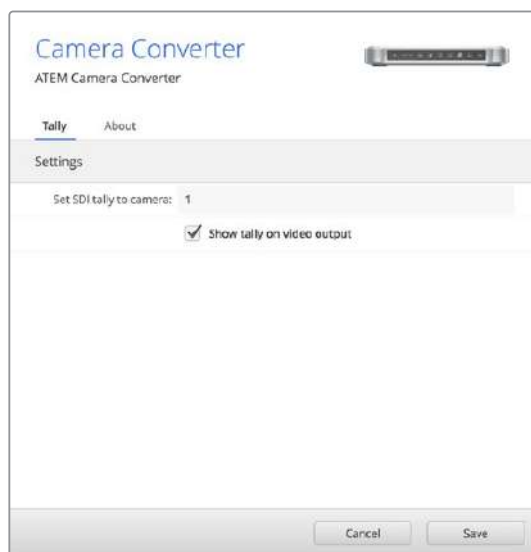 Camera Converter
ATEM Camera Converter
Tally About
Settings
Set SDI tally to camera: 1
Show tally on video output
Cancel Save